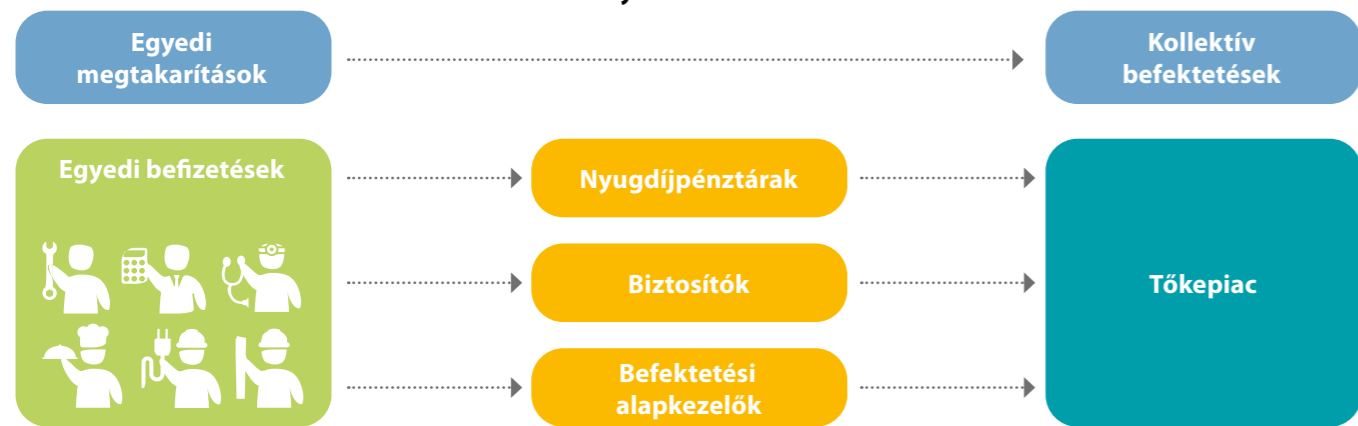 Egyedi
megtakarítások
Kollektív
befektetések
Egyedi befizetések
Nyugdíjpénztárak
Biztosítók
Tőkepiac
Befektetési
alapkezelők